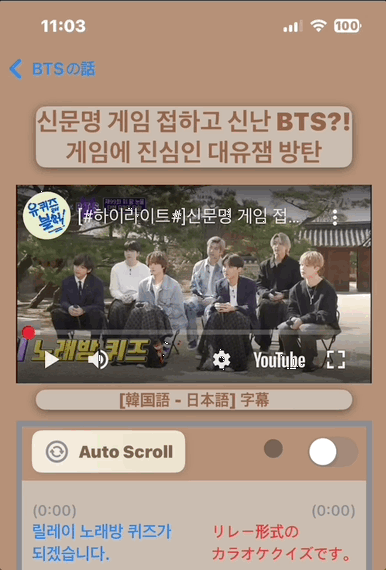 11:03
100
BTSの話
신문명 게임 접하고 신난 BTS?!
게임에 진심인 대유잼 방탄
유퀴즈
온더
블럭!
[#하이라이트#]신문명 게임 접...
노래방 퀴즈
YouTube
[韓国語 - 日本語] 字幕
Auto Scroll
(0:00)
(0:00)
릴레이 노래방 퀴즈가
되겠습니다.
リレー形式の
カラオケクイズです。